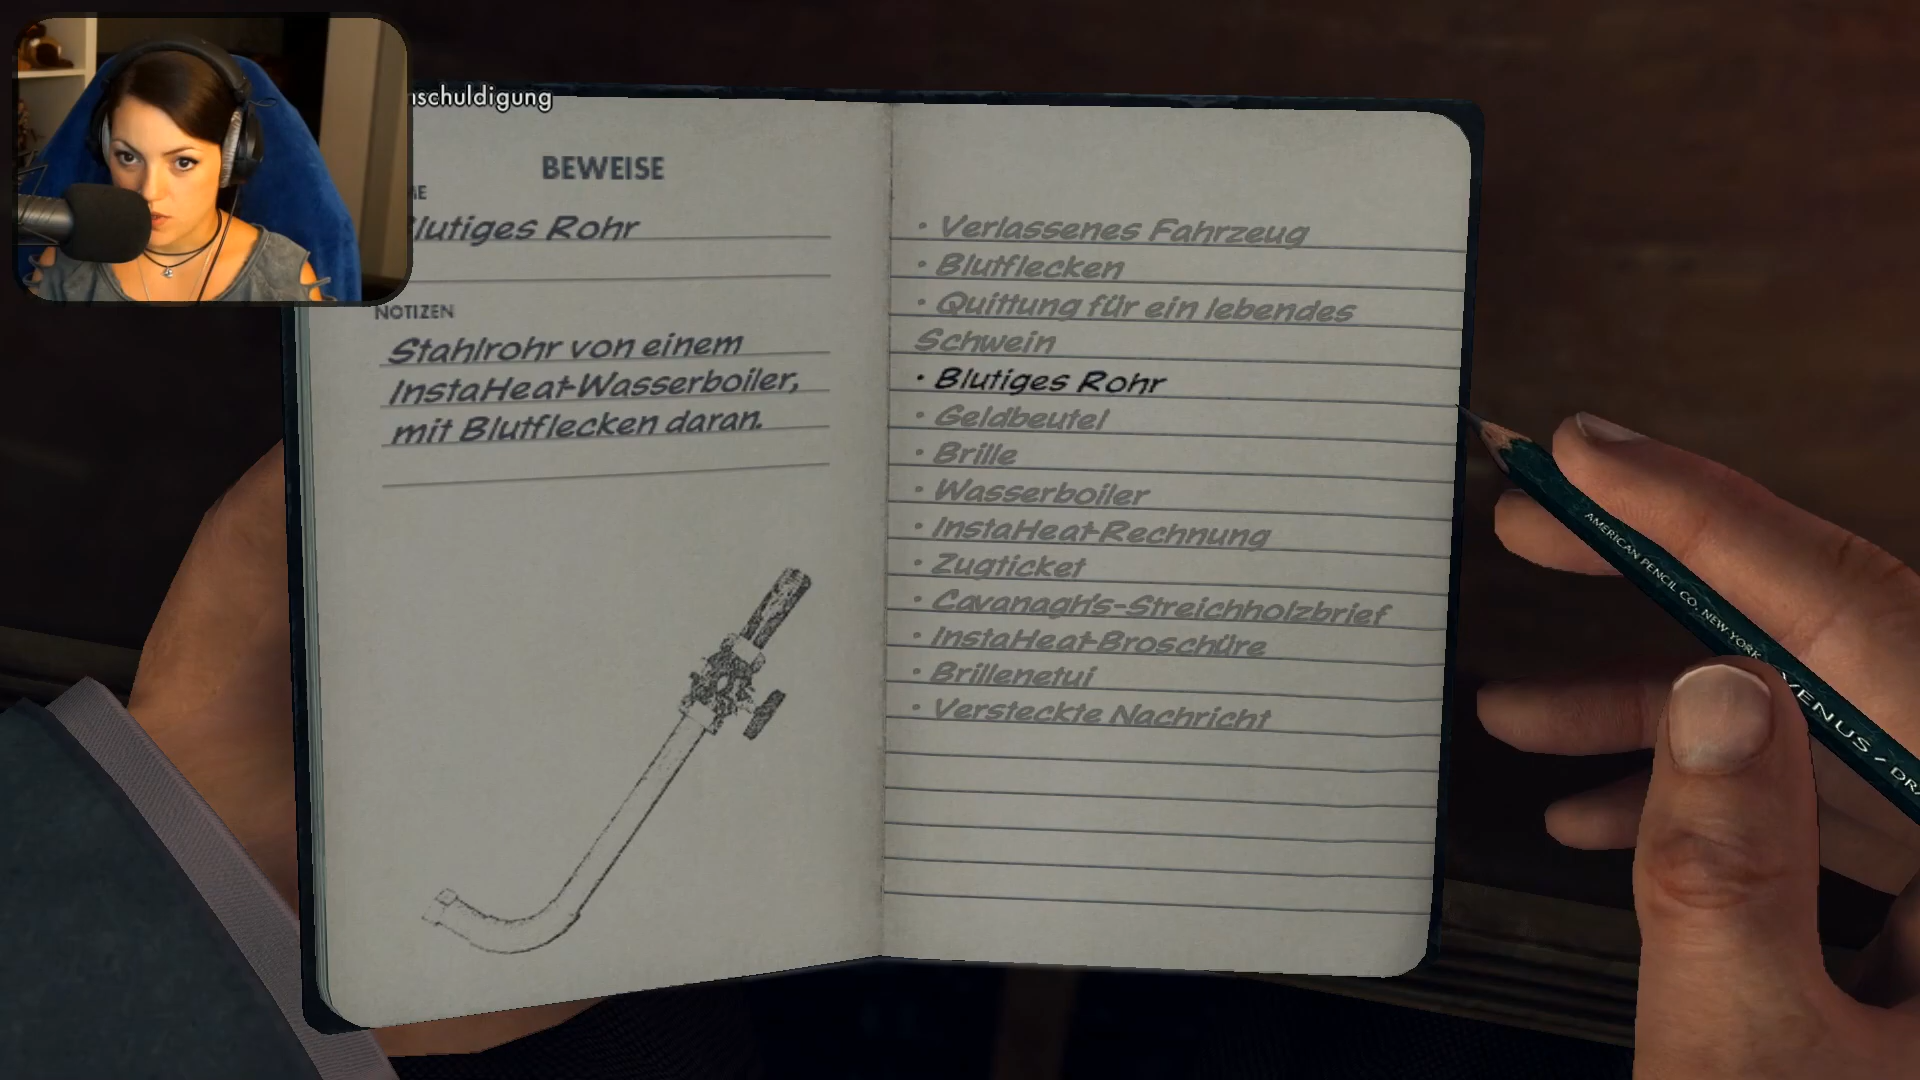 BEWEISE
Blutiges Rohr
NOTIZEN
Stahlrohr von einem
InstaHeat-Wasserboiler,
mit Blutflecken daran.
• Verlassenes Fahrzeug
• Blutflecken
• Quittung für ein lebendes
Schwein
• Blutiges Rohr
• Geldbeutel
• Brille
• Wasserboiler
• InstaHeat-Rechnung
• Zugticket
• Cavanagh's-Streichholzbrief
• InstaHeat-Broschüre
• Brillenetui
• Versteckte Nachricht
AMERICAN PENCIL CO. NEW YORK VENUS /